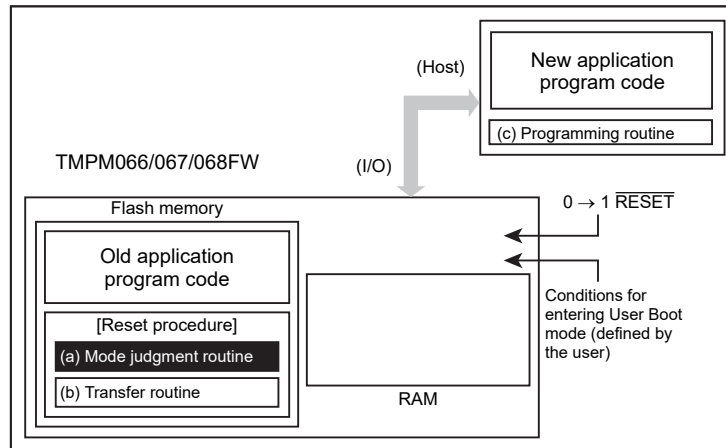 New application
program code
(c) Programming routine
(Host)
(I/O)
TMPM066/067/068FW
0 → 1 RESET
Flash memory
Old application
program code
[Reset procedure]
(a) Mode judgment routine
(b) Transfer routine
RAM
Conditions for
entering User Boot
mode (defined by
the user)